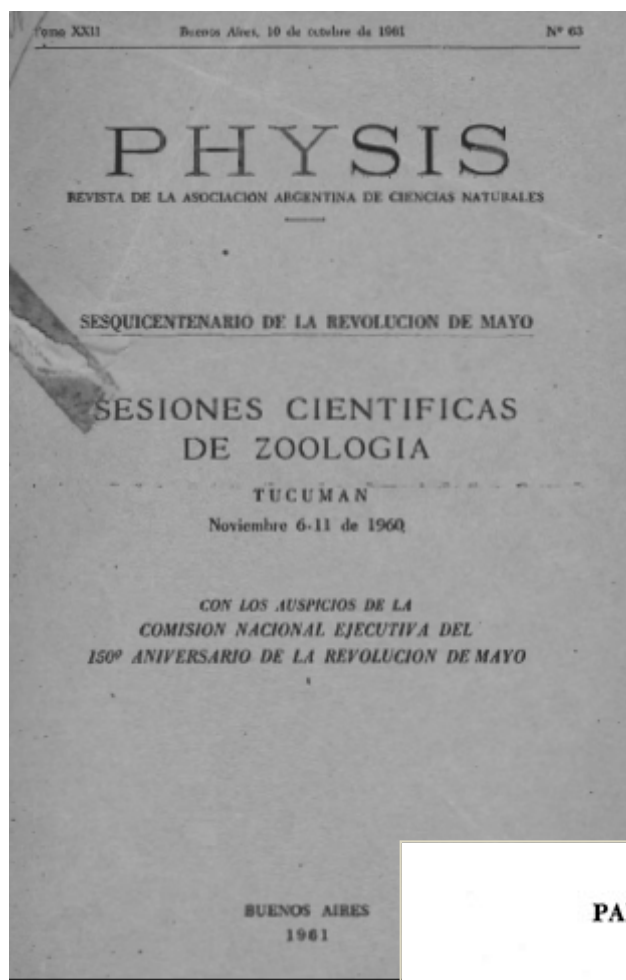 Tomo XXII Buenos Aires, 10 de octubre de 1961 Nº 63
PHYSIS
REVISTA DE LA ASOCIACION ARGENTINA DE CIENCIAS NATURALES
SESQUICENTENARIO DE LA REVOLUCION DE MAYO
SESIONES CIENTIFICAS
DE ZOOLOGIA
TUCUMAN
Noviembre 6-11 de 1960
CON LOS AUSPICIOS DE LA
COMISION NACIONAL EJECUTIVA DEL
150º ANIVERSARIO DE LA REVOLUCION DE MAYO
BUENOS AIRES
1961
PA